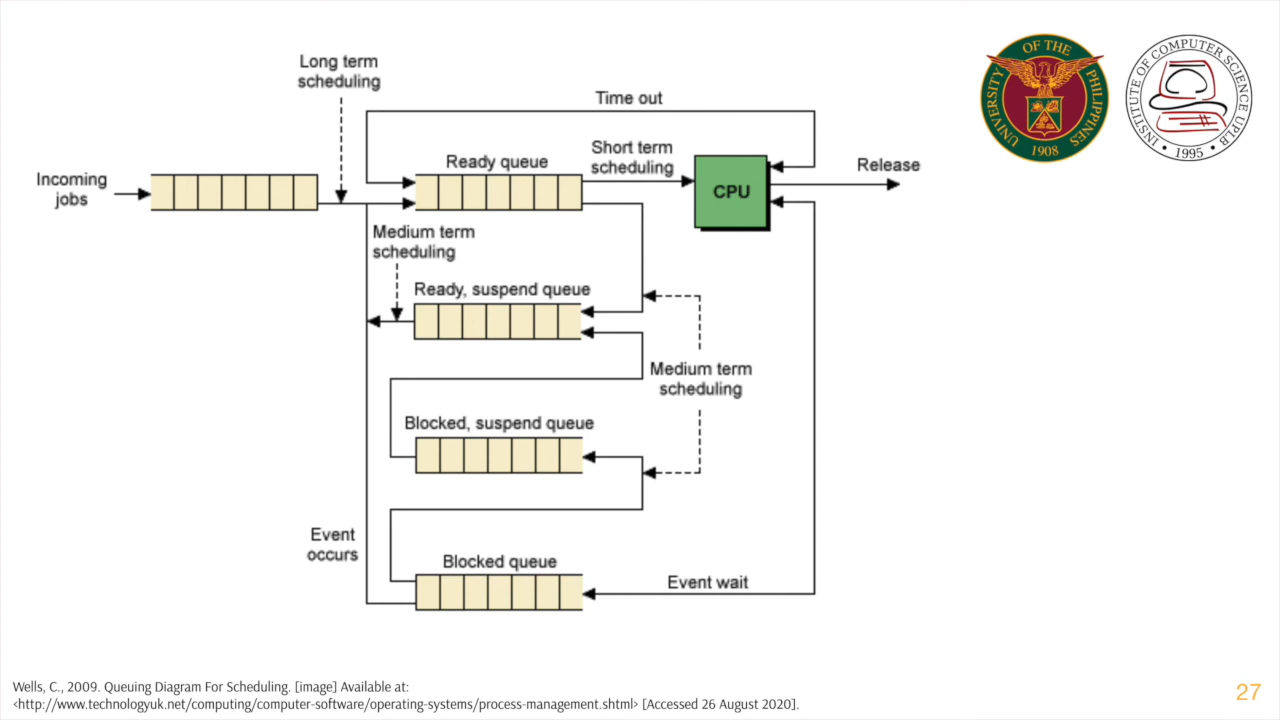 Long term
scheduling
Time out
Incoming
jobs
Ready queue
Short term
scheduling
CPU
Release
Medium term
scheduling
Ready, suspend queue
Medium term
scheduling
Blocked, suspend queue
Event
occurs
Blocked queue
Event wait
UNIVERSITY OF THE PHILIPPINES
1908
INSTITUTE OF COMPUTER SCIENCE UPLB
• 1995 •
Wells, C., 2009. Queuing Diagram For Scheduling. [image] Available at:
<http://www.technologyuk.net/computing/computer-software/operating-systems/process-management.shtml> [Accessed 26 August 2020].
27